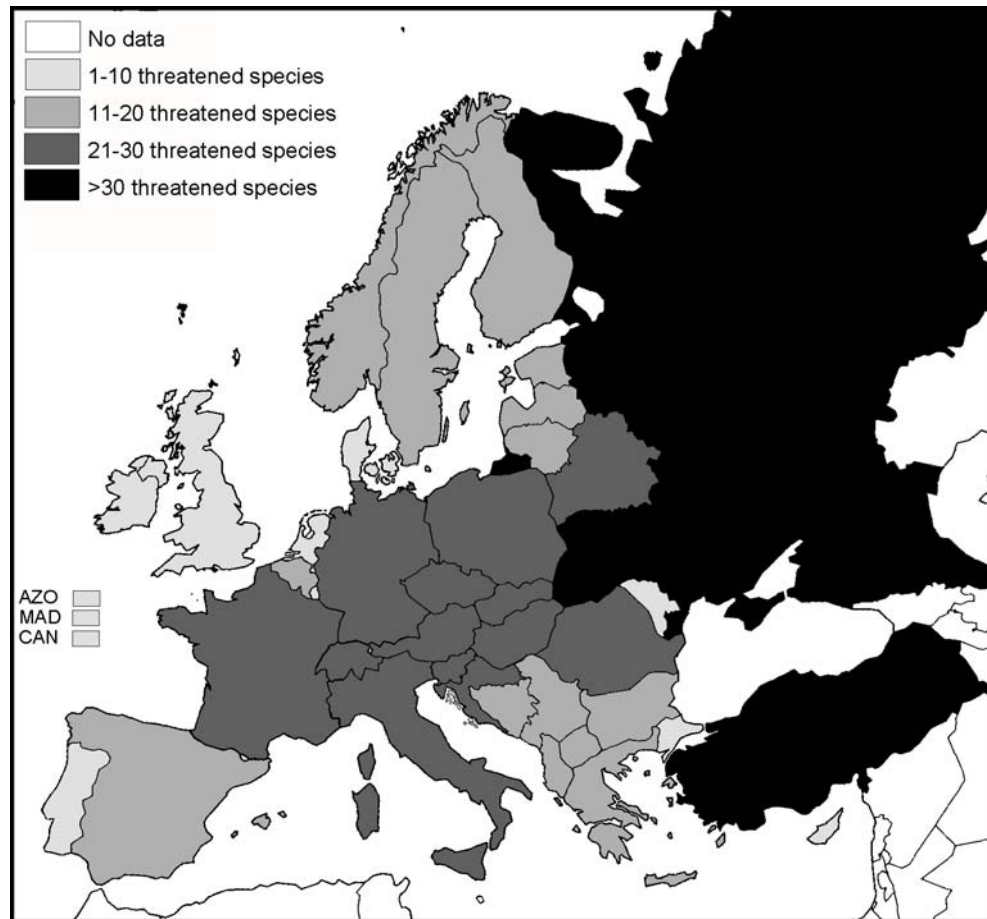 No data
1-10 threatened species
11-20 threatened species
21-30 threatened species
>30 threatened species
AZO
MAD
CAN